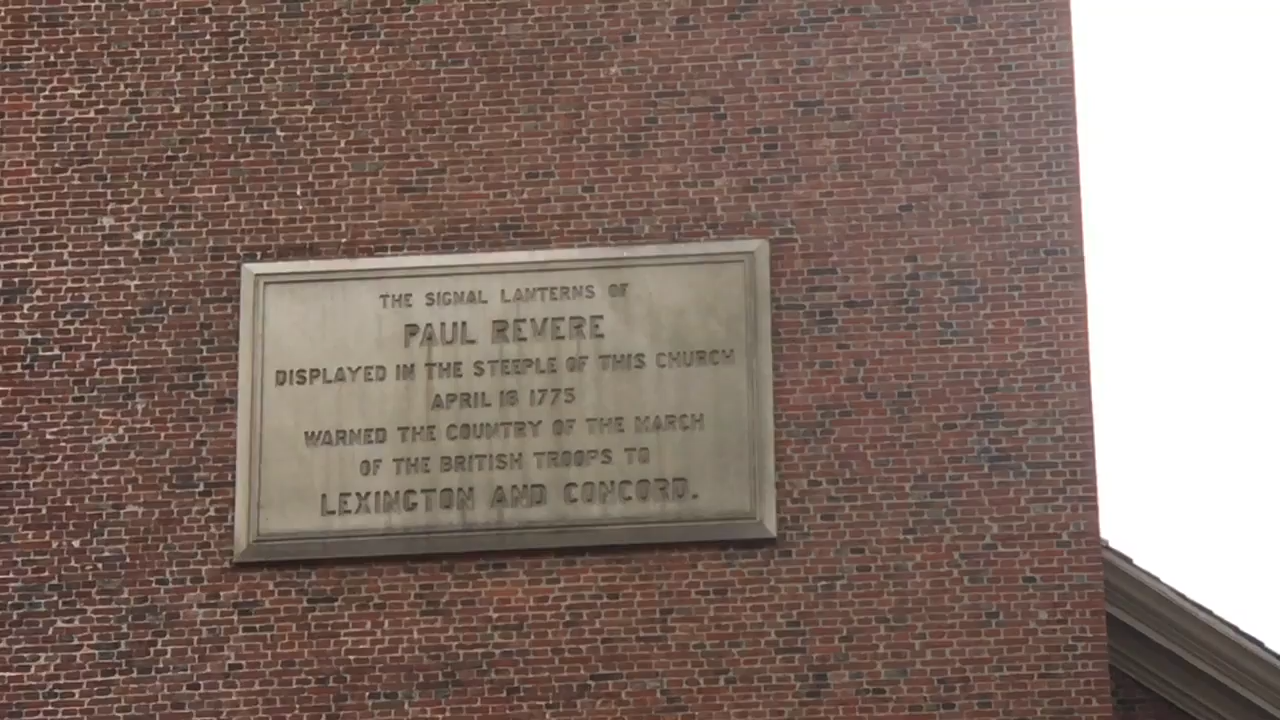 THE SIGNAL LANTERNS OF
PAUL REVERE
DISPLAYED IN THE STEEPLE OF THIS CHURCH
APRIL 18 1775
WARNED THE COUNTRY OF THE MARCH
OF THE BRITISH TROOPS TO
LEXINGTON AND CONCORD.